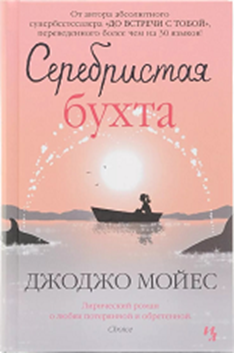 От автора абсолютного
супербестселлера «ДО ВСТРЕЧИ С ТОБОЙ»,
переведенного более чем на 30 языков!
Серебристая
бухта
ДЖОДЖО МОЙЕС
Лирический роман
о любви потерянной и обретенной.
Choice